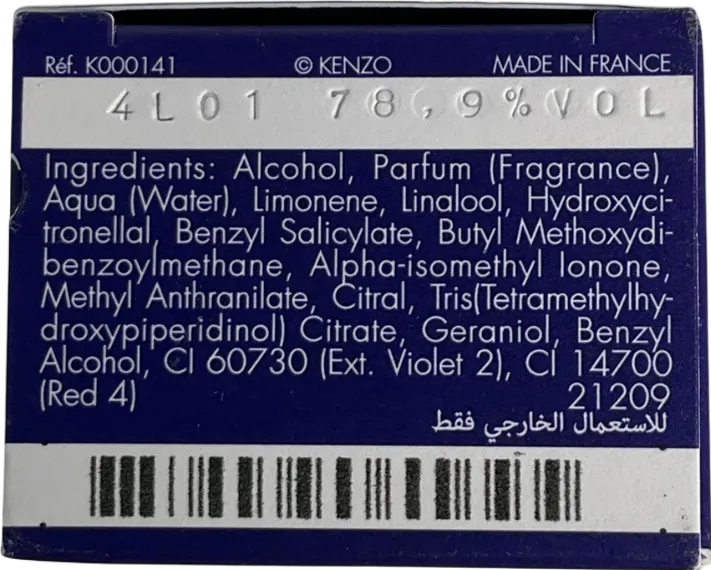 Réf. K000141 © KENZO MADE IN FRANCE
4L01 78,9%VOL
Ingredients: Alcohol, Parfum (Fragrance),
Aqua (Water), Limonene, Linalool, Hydroxyci-
tronellal, Benzyl Salicylate, Butyl Methoxydi-
benzoylmethane, Alpha-isomethyl Ionone,
Methyl Anthranilate, Citral, Tris(Tetramethylhy-
droxypiperidinol) Citrate, Geraniol, Benzyl
Alcohol, CI 60730 (Ext. Violet 2), CI 14700
(Red 4) 21209
للاستعمال الخارجي فقط